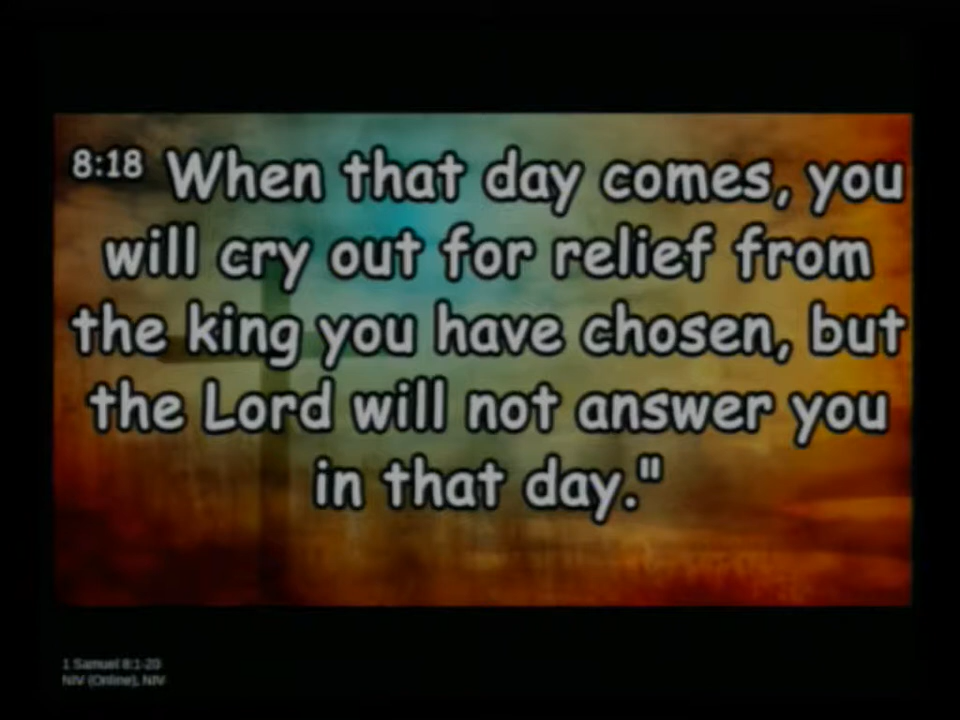 8:18 When that day comes, you
will cry out for relief from
the king you have chosen, but
the Lord will not answer you
in that day."
1 Samuel 8:1-20
NIV (Online), NIV